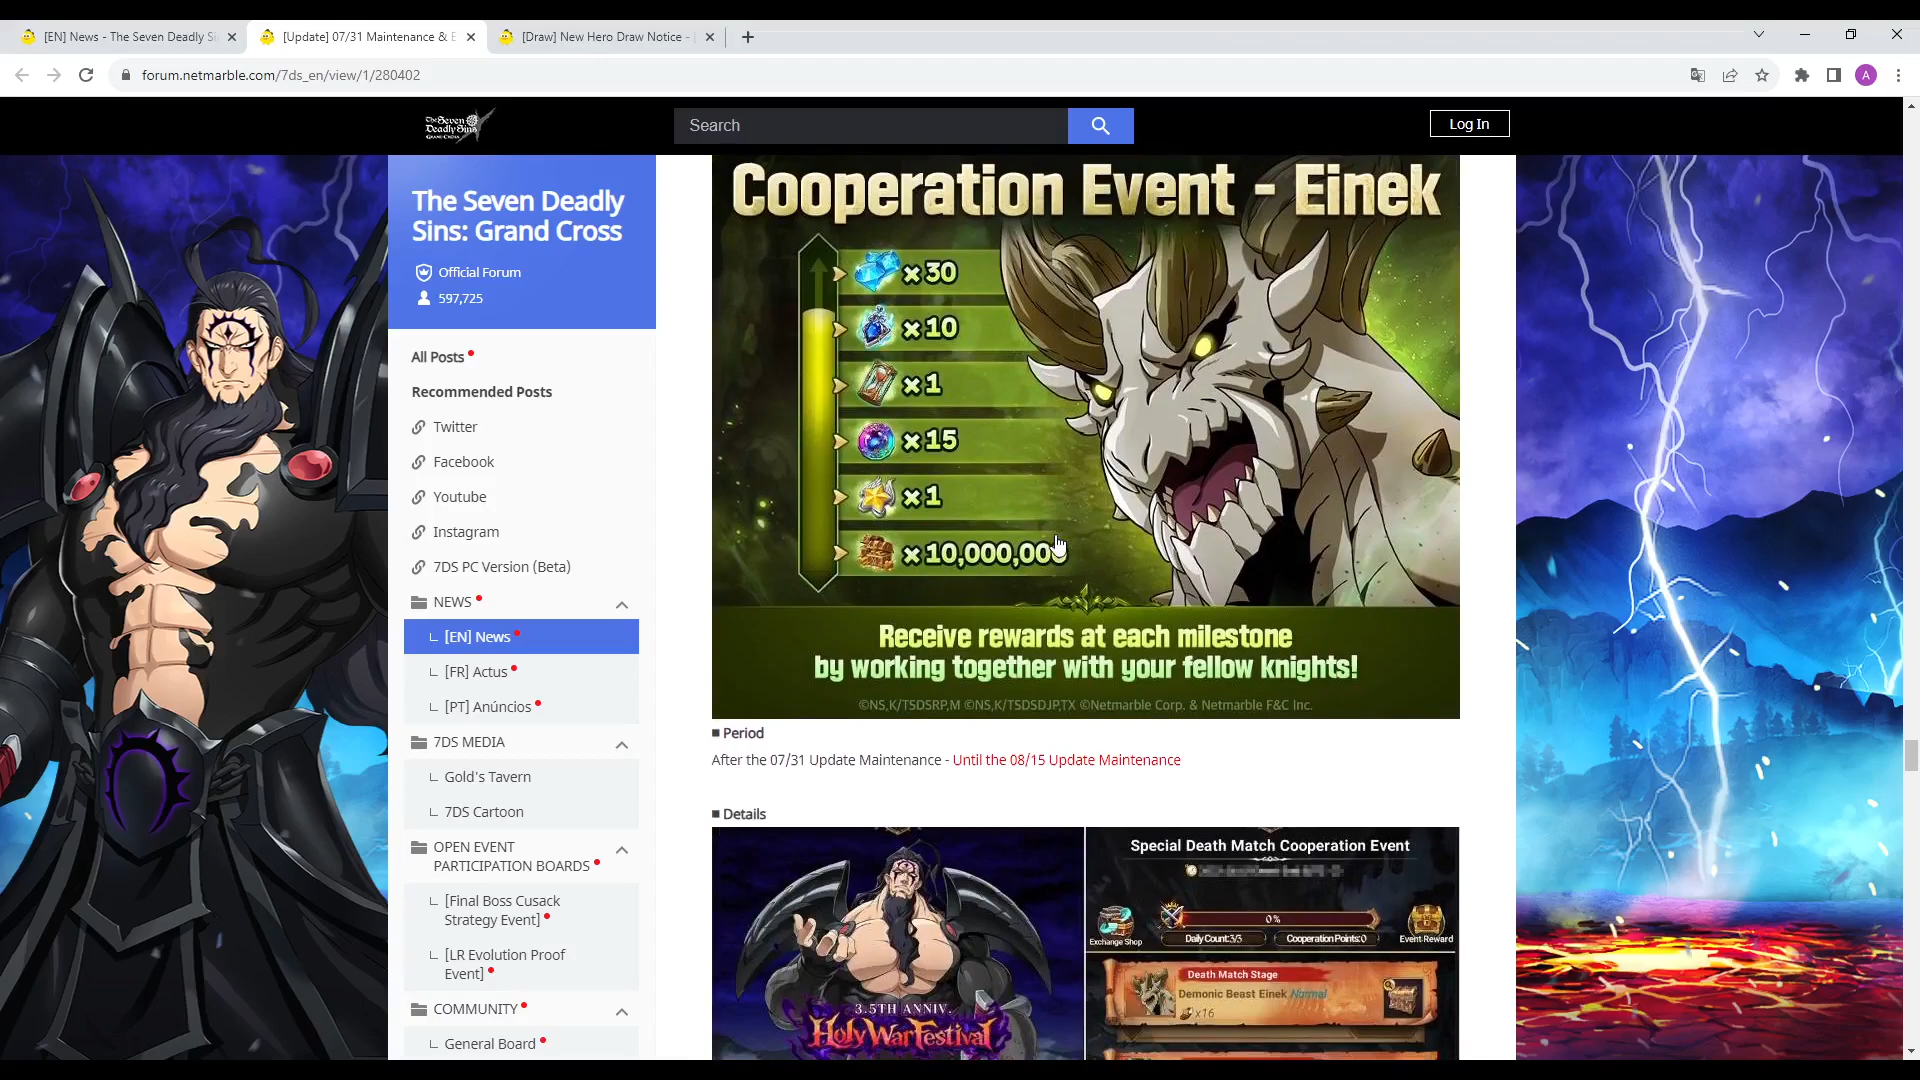 [EN] News - The Seven Deadly Si
[Update] 07/31 Maintenance & E
[Draw] New Hero Draw Notice -
forum.netmarble.com/7ds_en/view/1/280402
A
The Seven
Deadly Sins
GRAND CROSS
Search
Log In
The Seven Deadly
Sins: Grand Cross
Official Forum
597,725
All Posts
Recommended Posts
Twitter
Facebook
Youtube
Instagram
7DS PC Version (Beta)
NEWS
[EN] News
[FR] Actus
[PT] Anúncios
7DS MEDIA
Gold's Tavern
7DS Cartoon
OPEN EVENT
PARTICIPATION BOARDS
[Final Boss Cusack
Strategy Event]
[LR Evolution Proof
Event]
COMMUNITY
General Board
Cooperation Event - Einek
x 30
x 10
x 1
x 15
x 1
x 10,000,000
Receive rewards at each milestone
by working together with your fellow knights!
©NS,K/TSDSRP,M ©NS,K/TSDSDJP,TX ©Netmarble Corp. & Netmarble F&C Inc.
■ Period
After the 07/31 Update Maintenance - Until the 08/15 Update Maintenance
■ Details
3.5TH ANNIV.
Holy War Festival
Special Death Match Cooperation Event
0%
Exchange Shop
Daily Count:3/3
Cooperation Points:0
Event Reward
Death Match Stage
Demonic Beast Einek Normal
x16